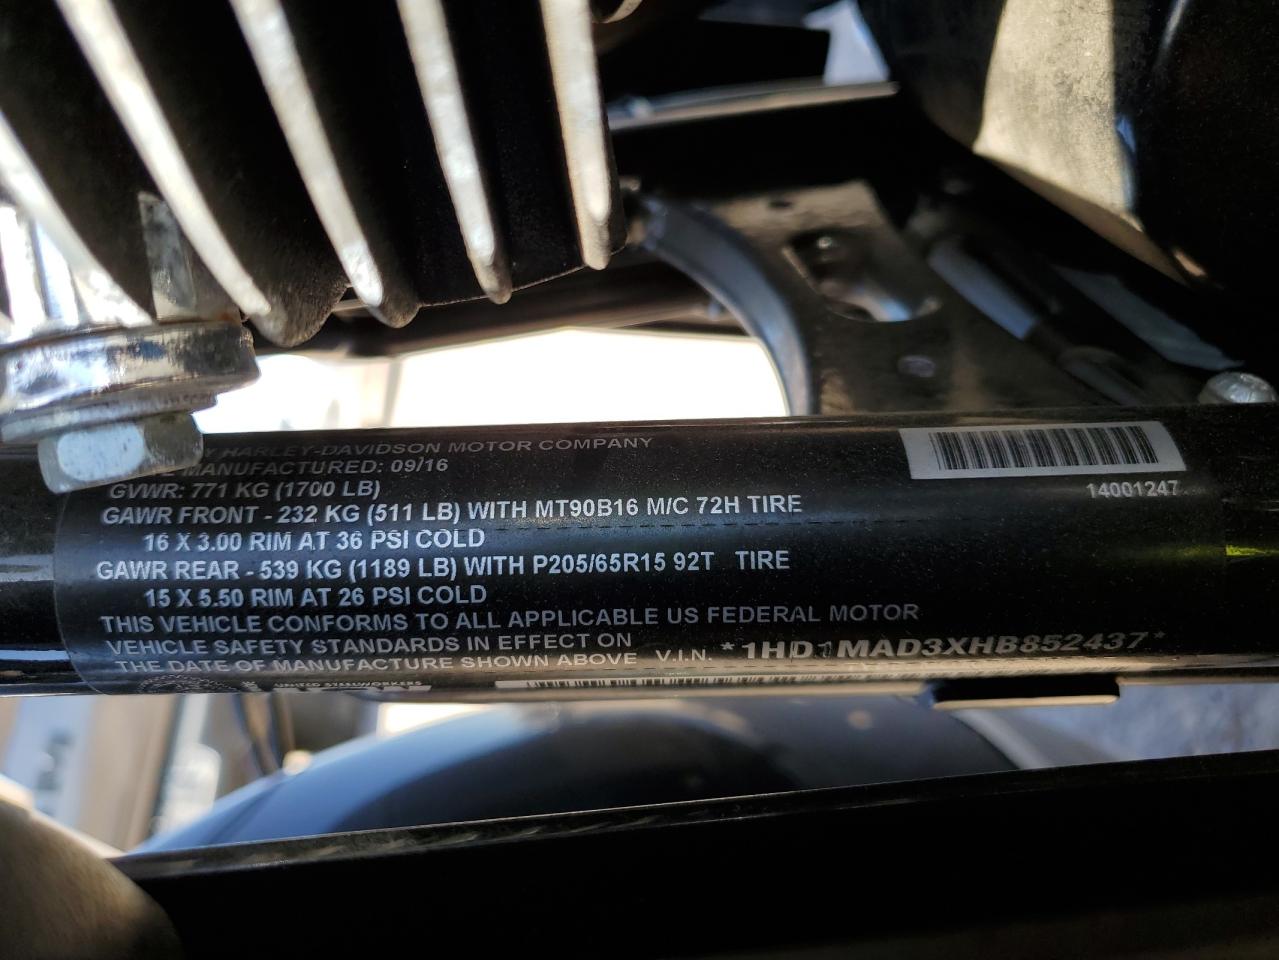 Y HARLEY-DAVIDSON MOTOR COMPANY
MANUFACTURED: 09/16
GVWR: 771 KG (1700 LB)
GAWR FRONT - 232 KG (511 LB) WITH MT90B16 M/C 72H TIRE
16 X 3.00 RIM AT 36 PSI COLD
GAWR REAR - 539 KG (1189 LB) WITH P205/65R15 92T TIRE
15 X 5.50 RIM AT 26 PSI COLD
THIS VEHICLE CONFORMS TO ALL APPLICABLE US FEDERAL MOTOR
VEHICLE SAFETY STANDARDS IN EFFECT ON
THE DATE OF MANUFACTURE SHOWN ABOVE V.I.N. *1HD1MAD3XHB852437*
UNITED STEELWORKERS
14001247